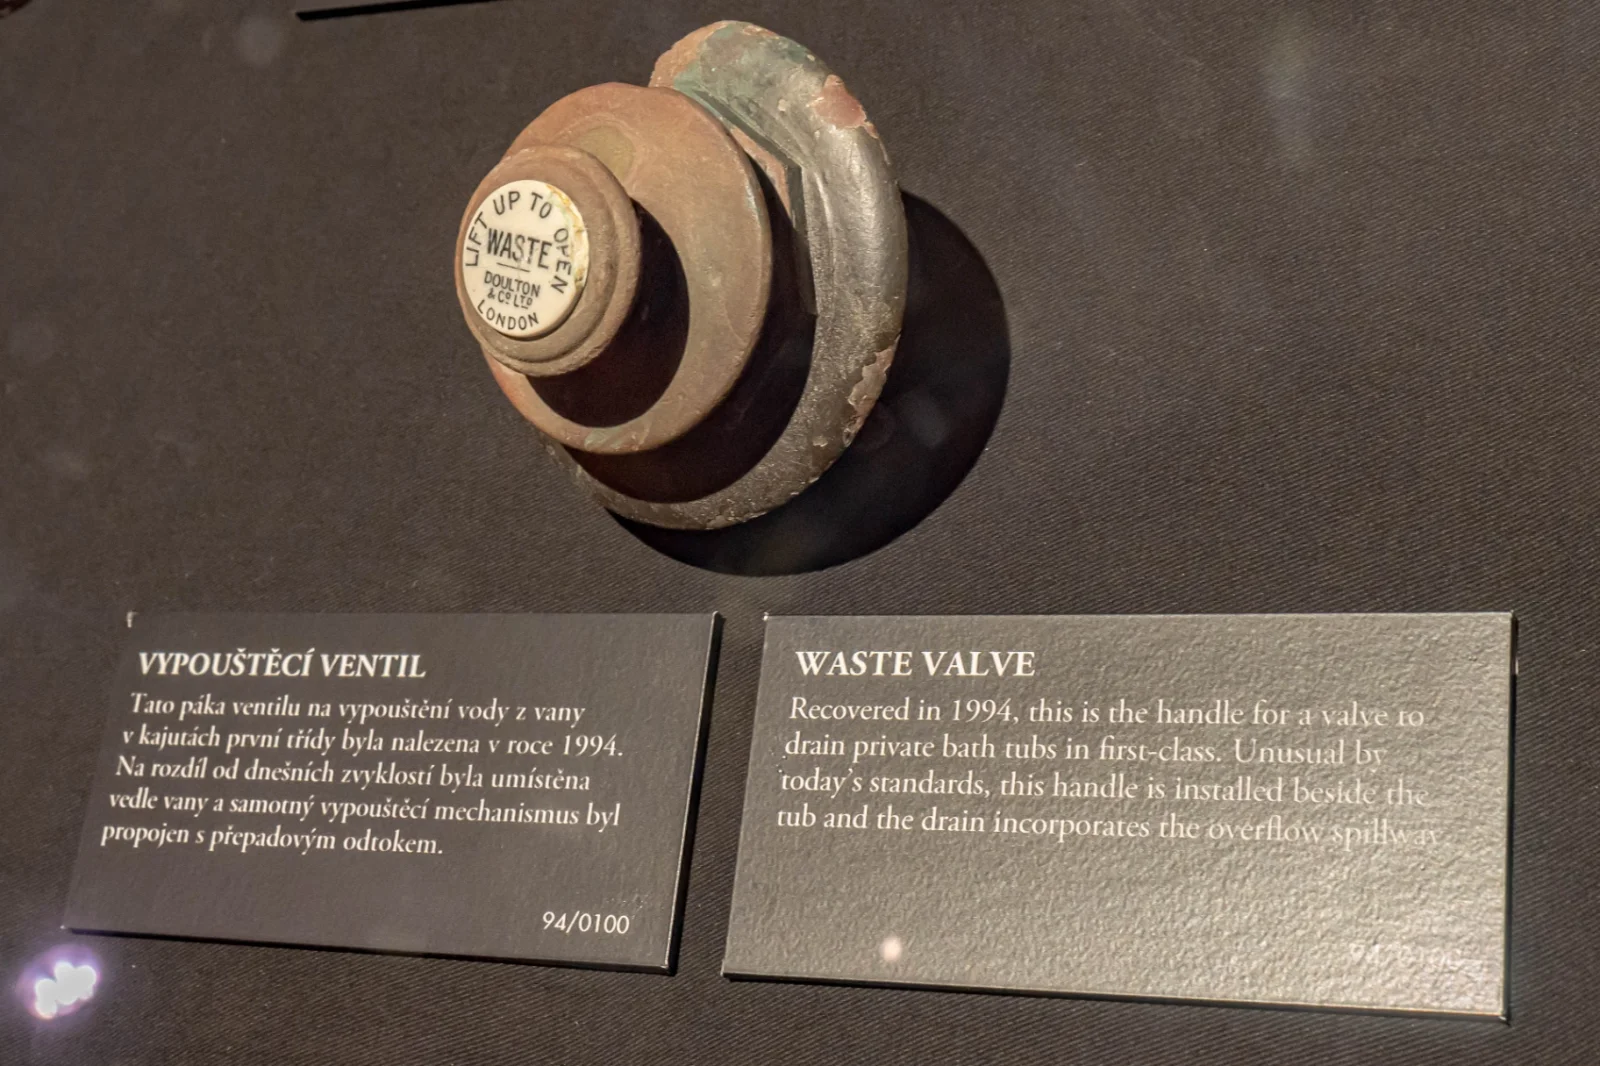 LIFT UP TO OPEN
WASTE
DOULTON
& Co LTD
LONDON
VYPOUŠTĚCÍ VENTIL
Tato páka ventilu na vypouštění vody z vany
v kajutách první třídy byla nalezena v roce 1994.
Na rozdíl od dnešních zvyklostí byla umístěna
vedle vany a samotný vypouštěcí mechanismus byl
propojen s přepadovým odtokem.
94/0100
WASTE VALVE
Recovered in 1994, this is the handle for a valve to
drain private bath tubs in first-class. Unusual by
today's standards, this handle is installed beside the
tub and the drain incorporates the overflow spillway
94/0100